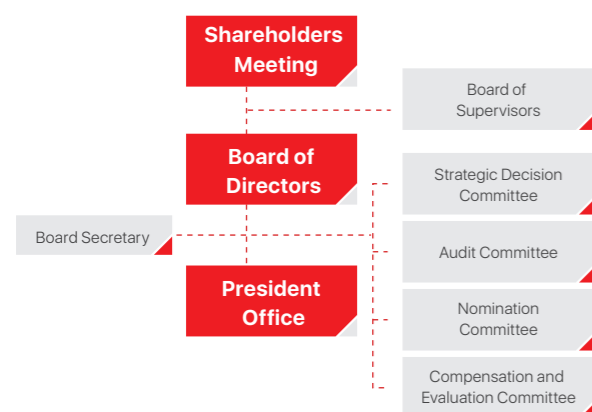 Shareholders
Meeting
Board of
Supervisors
Board of
Directors
Strategic Decision
Committee
Board Secretary
Audit Committee
President
Office
Nomination
Committee
Compensation and
Evaluation Committee